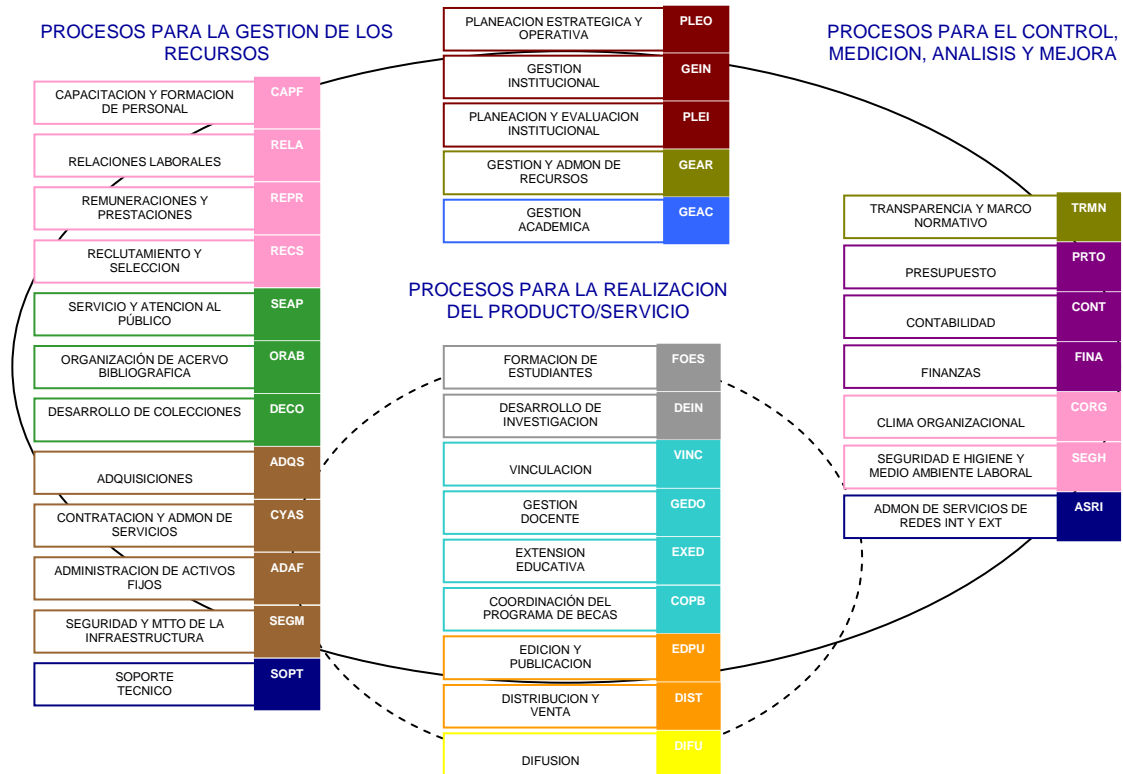 PROCESOS PARA LA GESTION DE LOS
RECURSOS
CAPACITACION Y FORMACION
DE PERSONAL
CAPF
RELACIONES LABORALES
RELA
REMUNERACIONES Y
PRESTACIONES
REPR
RECLUTAMIENTO Y
SELECCION
RECS
SERVICIO Y ATENCION AL
PÚBLICO
SEAP
ORGANIZACIÓN DE ACERVO
BIBLIOGRAFICA
ORAB
DESARROLLO DE COLECCIONES
DECO
ADQUISICIONES
ADQS
CONTRATACION Y ADMON DE
SERVICIOS
CYAS
ADMINISTRACION DE ACTIVOS
FIJOS
ADAF
SEGURIDAD Y MTTO DE LA
INFRAESTRUCTURA
SEGM
SOPORTE
TECNICO
SOPT
PLANEACION ESTRATEGICA Y
OPERATIVA
PLEO
GESTION
INSTITUCIONAL
GEIN
PLANEACION Y EVALUACION
INSTITUCIONAL
PLEI
GESTION Y ADMON DE
RECURSOS
GEAR
GESTION
ACADEMICA
GEAC
PROCESOS PARA LA REALIZACION
DEL PRODUCTO/SERVICIO
FORMACION DE
ESTUDIANTES
FOES
DESARROLLO DE
INVESTIGACION
DEIN
VINCULACION
VINC
GESTION
DOCENTE
GEDO
EXTENSION
EDUCATIVA
EXED
COORDINACIÓN DEL
PROGRAMA DE BECAS
COPB
EDICION Y
PUBLICACION
EDPU
DISTRIBUCION Y
VENTA
DIST
DIFUSION
DIFU
PROCESOS PARA EL CONTROL,
MEDICION, ANALISIS Y MEJORA
TRANSPARENCIA Y MARCO
NORMATIVO
TRMN
PRESUPUESTO
PRTO
CONTABILIDAD
CONT
FINANZAS
FINA
CLIMA ORGANIZACIONAL
CORG
SEGURIDAD E HIGIENE Y
MEDIO AMBIENTE LABORAL
SEGH
ADMON DE SERVICIOS DE
REDES INT Y EXT
ASRI